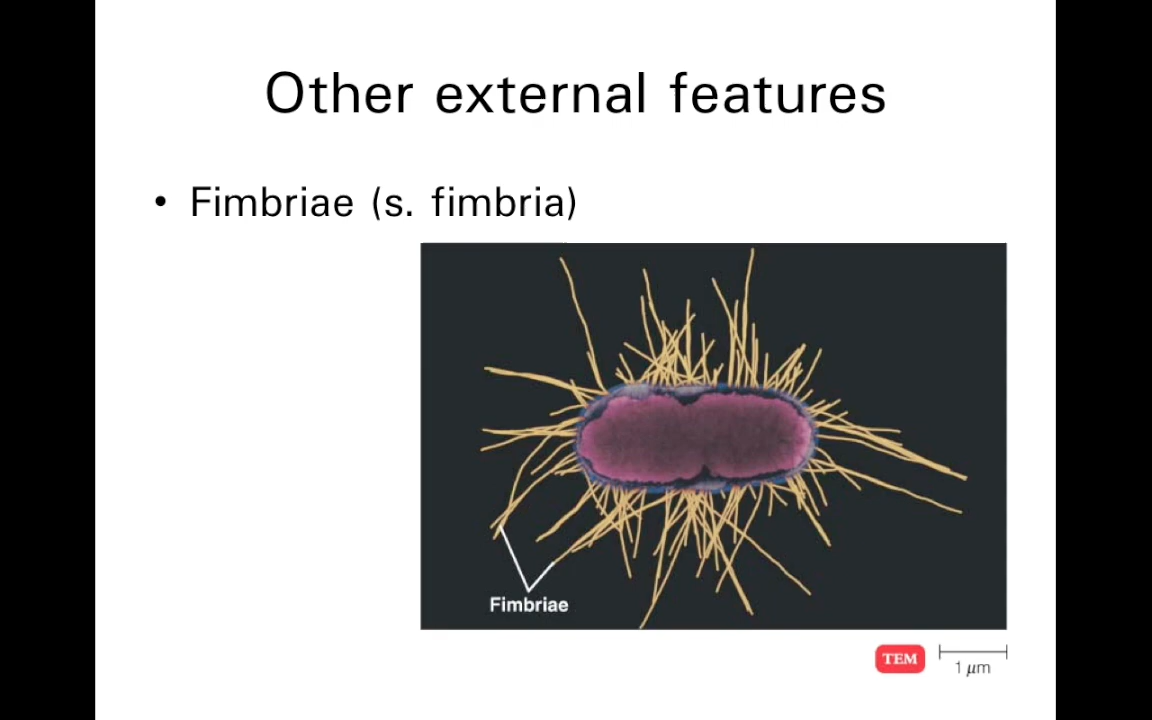 Other external features
• Fimbriae (s. fimbria)
Fimbriae
TEM
1 μm